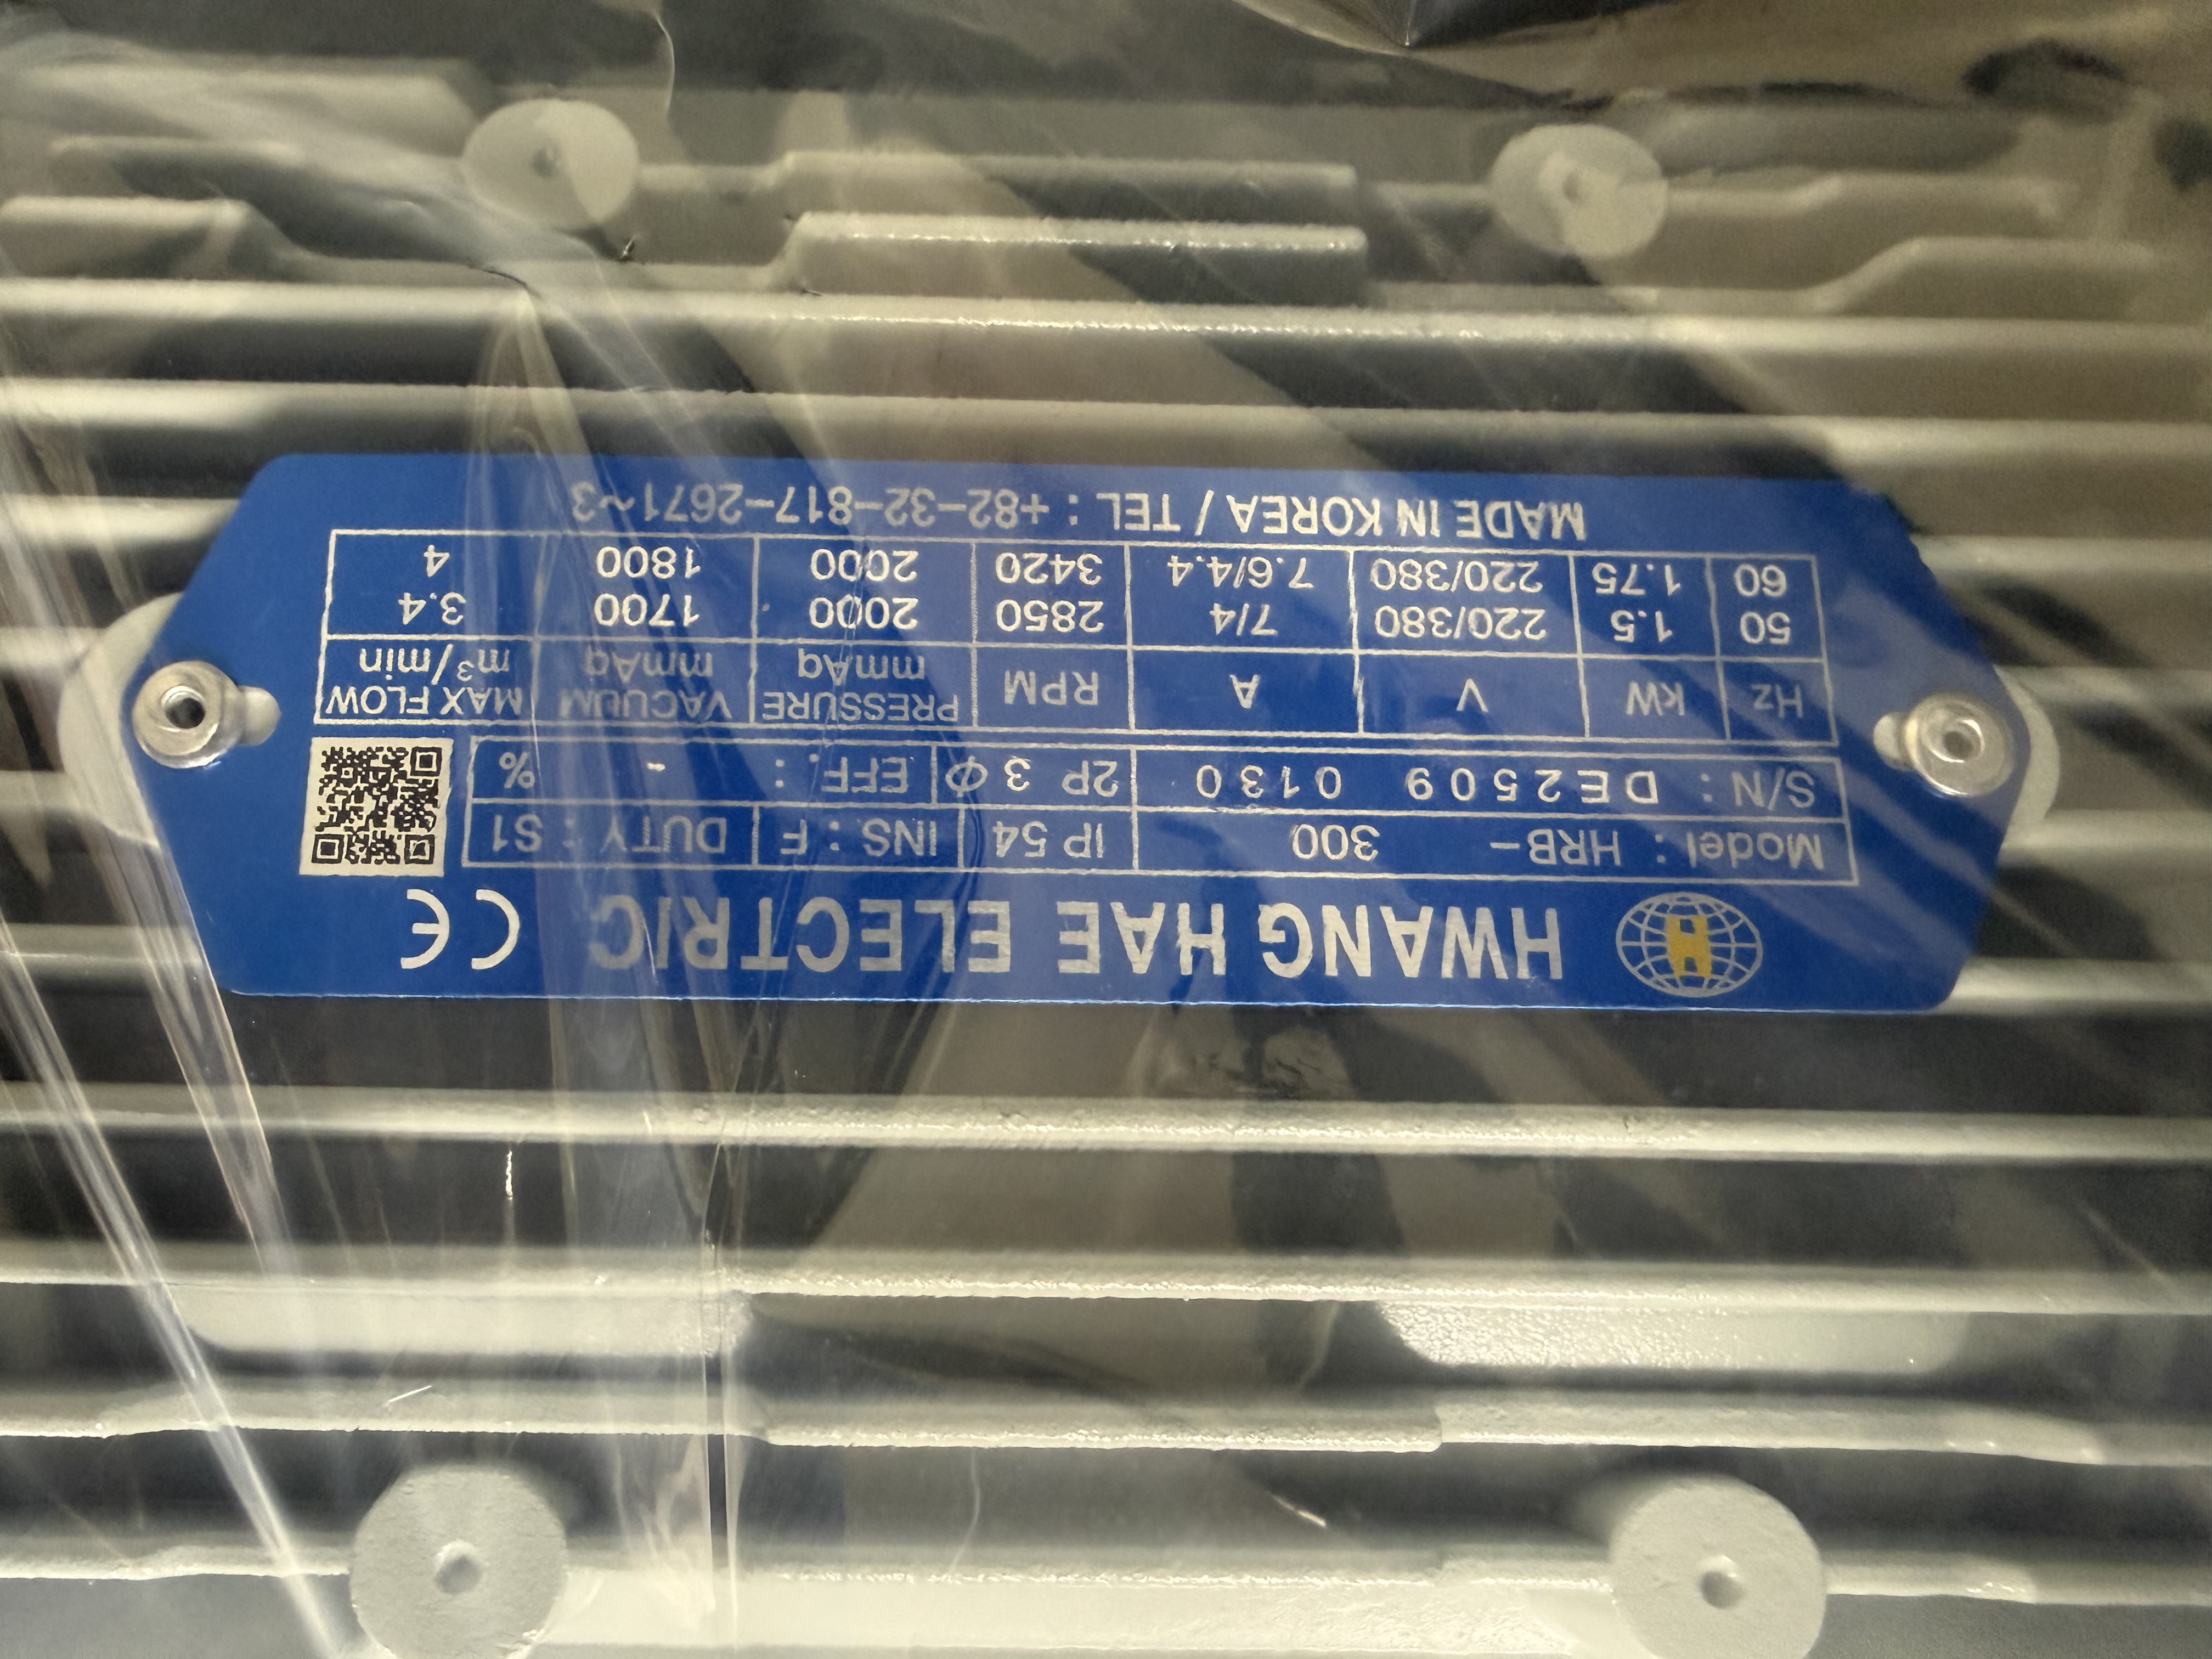 HWANG HAE ELECTRIC CE
Model : HRB- 300 IP 54 INS : F DUTY : S1
S/N : DE2509 0130 2P 3 Φ EFF. : - %
Hz kW V A RPM PRESSURE mmAq VACUUM mmAq MAX FLOW m³/min
50 1.5 220/380 7/4 2850 2000 1700 3.4
60 1.75 220/380 7.6/4.4 3420 2000 1800 4
MADE IN KOREA / TEL : +82-32-817-2671~3